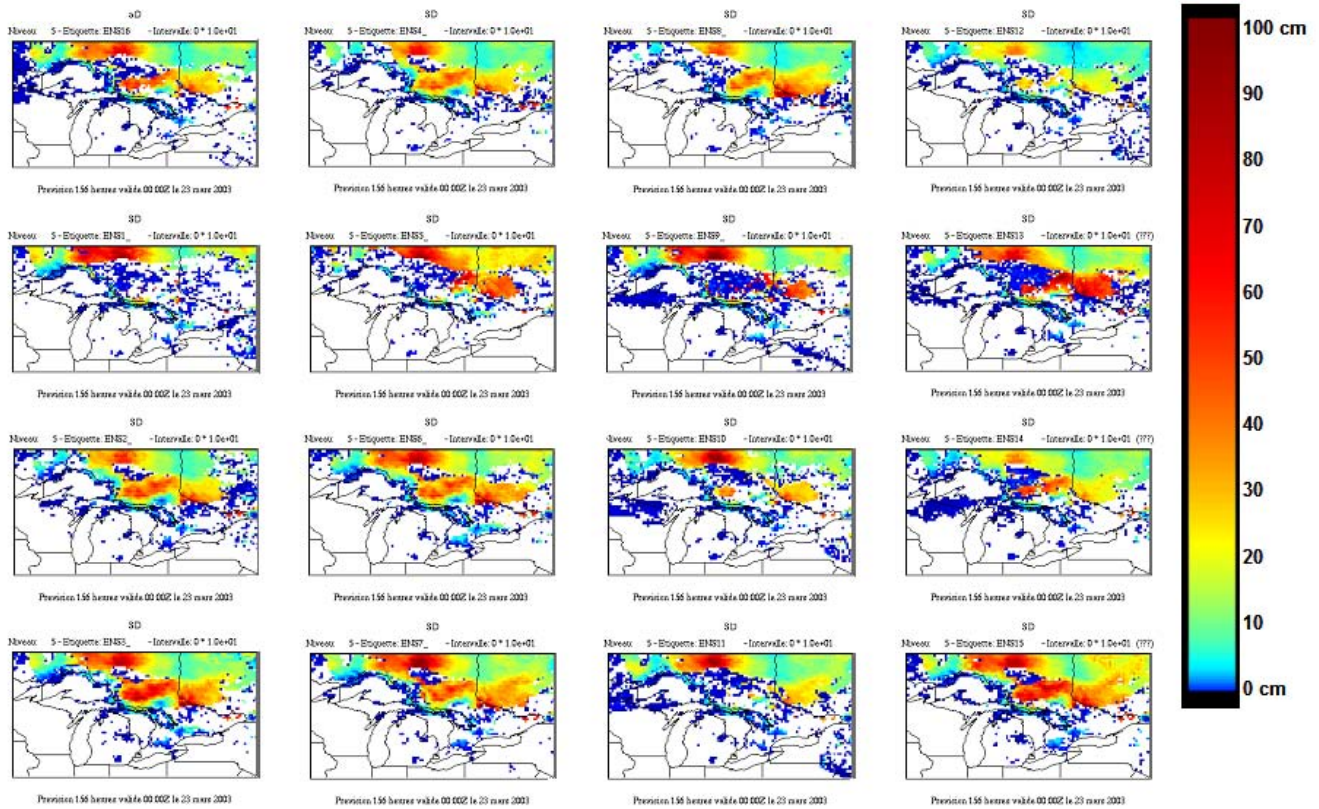 aD
Niveau: 5 - Etiquette: ENS16 - Intervalle: 0 * 1.0e+01
Prevision 156 heures valide 00:00Z le 23 mars 2003
SD
Niveau: 5 - Etiquette: ENS4_ - Intervalle: 0 * 1.0e+01
Prevision 156 heures valide 00:00Z le 23 mars 2003
SD
Niveau: 5 - Etiquette: ENS8_ - Intervalle: 0 * 1.0e+01
Prevision 156 heures valide 00:00Z le 23 mars 2003
SD
Niveau: 5 - Etiquette: ENS12 - Intervalle: 0 * 1.0e+01
Prevision 156 heures valide 00:00Z le 23 mars 2003
SD
Niveau: 5 - Etiquette: ENS1_ - Intervalle: 0 * 1.0e+01
Prevision 156 heures valide 00:00Z le 23 mars 2003
SD
Niveau: 5 - Etiquette: ENS5_ - Intervalle: 0 * 1.0e+01
Prevision 156 heures valide 00:00Z le 23 mars 2003
SD
Niveau: 5 - Etiquette: ENS9_ - Intervalle: 0 * 1.0e+01
Prevision 156 heures valide 00:00Z le 23 mars 2003
SD
Niveau: 5 - Etiquette: ENS13 - Intervalle: 0 * 1.0e+01 (???)
Prevision 156 heures valide 00:00Z le 23 mars 2003
SD
Niveau: 5 - Etiquette: ENS2_ - Intervalle: 0 * 1.0e+01
Prevision 156 heures valide 00:00Z le 23 mars 2003
SD
Niveau: 5 - Etiquette: ENS6_ - Intervalle: 0 * 1.0e+01
Prevision 156 heures valide 00:00Z le 23 mars 2003
SD
Niveau: 5 - Etiquette: ENS10 - Intervalle: 0 * 1.0e+01
Prevision 156 heures valide 00:00Z le 23 mars 2003
SD
Niveau: 5 - Etiquette: ENS14 - Intervalle: 0 * 1.0e+01 (???)
Prevision 156 heures valide 00:00Z le 23 mars 2003
SD
Niveau: 5 - Etiquette: ENS3_ - Intervalle: 0 * 1.0e+01
Prevision 156 heures valide 00:00Z le 23 mars 2003
SD
Niveau: 5 - Etiquette: ENS7_ - Intervalle: 0 * 1.0e+01
Prevision 156 heures valide 00:00Z le 23 mars 2003
SD
Niveau: 5 - Etiquette: ENS11 - Intervalle: 0 * 1.0e+01
Prevision 156 heures valide 00:00Z le 23 mars 2003
SD
Niveau: 5 - Etiquette: ENS15 - Intervalle: 0 * 1.0e+01 (???)
Prevision 156 heures valide 00:00Z le 23 mars 2003
100 cm
90
80
70
60
50
40
30
20
10
0 cm